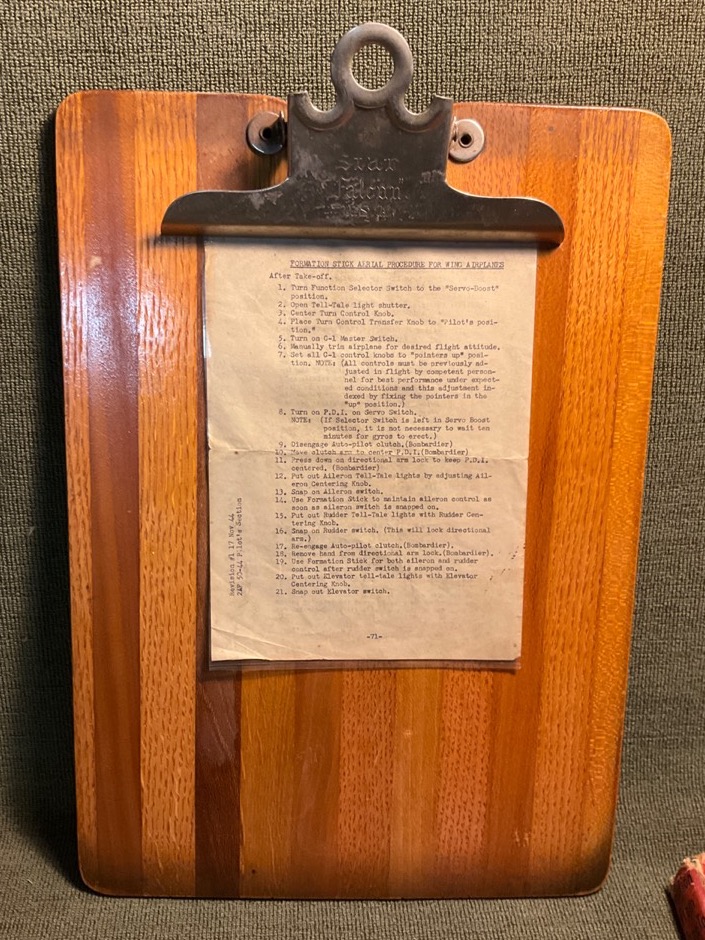 Star
"Falcon"
FORMATION STICK AERIAL PROCEDURE FOR WING AIRPLANES
After Take-off.
1. Turn Function Selector Switch to the "Servo-Boost"
position.
2. Open Tell-Tale light shutter.
3. Center Turn Control Knob.
4. Place Turn Control Transfer Knob to "Pilot's posi-
tion."
5. Turn on C-1 Master Switch.
6. Manually trim airplane for desired flight attitude.
7. Set all C-1 control knobs to "pointers up" posi-
tion. NOTE: (All controls must be previously ad-
justed in flight by competent person-
nel for best performance under expect-
ed conditions and this adjustment in-
dexed by fixing the pointers in the
"up" position.)
8. Turn on P.D.I. on Servo Switch.
NOTE: (If Selector Switch is left in Servo Boost
position, it is not necessary to wait ten
minutes for gyros to erect.)
9. Disengage Auto-pilot clutch.(Bombardier)
10. Move clutch arm to center P.D.I.(Bombardier)
11. Press down on directional arm lock to keep P.D.I.
centered. (Bombardier)
12. Put out Aileron Tell-Tale lights by adjusting Ail-
eron Centering Knob.
13. Snap on Aileron switch.
14. Use Formation Stick to maintain aileron control as
soon as aileron switch is snapped on.
15. Put out Rudder Tell-Tale lights with Rudder Cen-
tering Knob.
16. Snap on Rudder switch. (This will lock directional
arm.)
17. Re-engage Auto-pilot clutch.(Bombardier).
18. Remove hand from directional arm lock.(Bombardier).
19. Use Formation Stick for both aileron and rudder
control after rudder switch is snapped on.
20. Put out Elevator tell-tale lights with Elevator
Centering Knob.
21. Snap out Elevator switch.
Revision #1 17 Nov 44
50-44 Pilot's Section
-71-